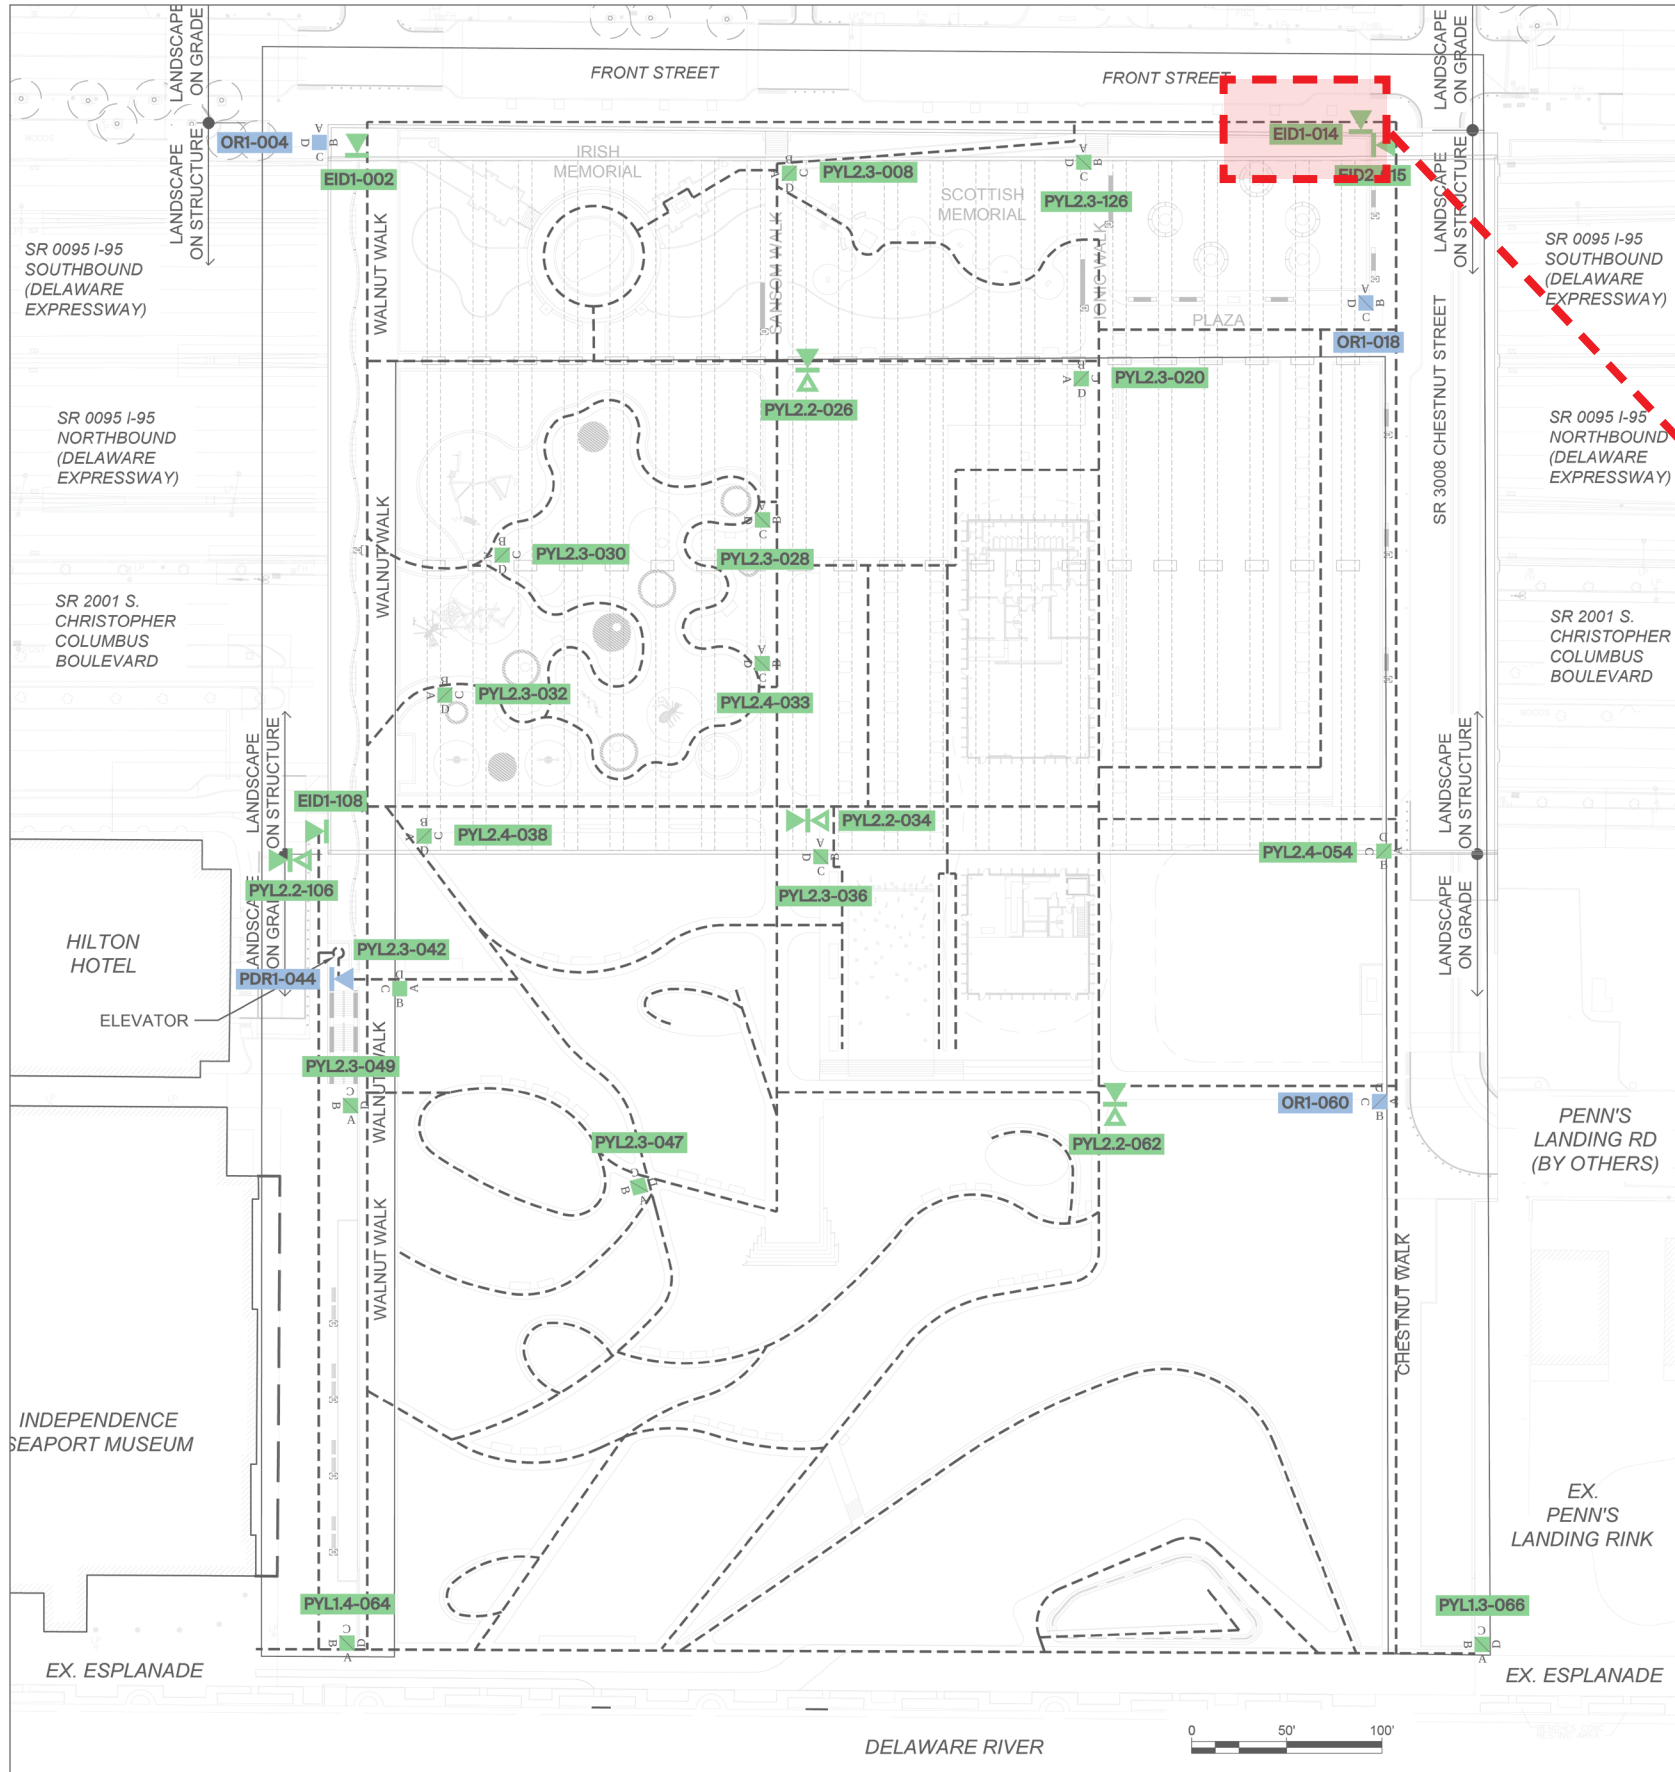 LANDSCAPE
ON GRADE
LANDSCAPE
ON STRUCTURE
FRONT STREET
FRONT STREET
LANDSCAPE
ON GRADE
LANDSCAPE
ON STRUCTURE
OR1-004
A
B
C
D
EID1-002
IRISH
MEMORIAL
PYL2.3-008
B
A
C
D
SCOTTISH
MEMORIAL
A
D
B
C
PYL2.3-126
EID1-014
EID2-015
SR 0095 I-95
SOUTHBOUND
(DELAWARE
EXPRESSWAY)
WALNUT WALK
SANSOM WALK
IONIC WALK
PLAZA
A
D
B
C
OR1-018
SR 0095 I-95
SOUTHBOUND
(DELAWARE
EXPRESSWAY)
SR 3008 CHESTNUT STREET
PYL2.2-026
B
A
C
D
PYL2.3-020
SR 0095 I-95
NORTHBOUND
(DELAWARE
EXPRESSWAY)
SR 0095 I-95
NORTHBOUND
(DELAWARE
EXPRESSWAY)
WALNUT WALK
B
A
C
D
PYL2.3-030
A
D
B
C
PYL2.3-028
SR 2001 S.
CHRISTOPHER
COLUMBUS
BOULEVARD
SR 2001 S.
CHRISTOPHER
COLUMBUS
BOULEVARD
B
A
C
D
PYL2.3-032
A
D
B
C
PYL2.4-033
LANDSCAPE
ON STRUCTURE
LANDSCAPE
ON STRUCTURE
EID1-108
B
A
C
D
PYL2.4-038
PYL2.2-034
A
D
B
C
PYL2.3-036
PYL2.4-054
D
C
A
B
PYL2.2-106
LANDSCAPE
ON GRADE
LANDSCAPE
ON GRADE
HILTON
HOTEL
PYL2.3-042
PDR1-044
D
C
A
B
ELEVATOR
WALNUT WALK
PYL2.3-049
C
B
D
A
OR1-060
D
C
A
B
PYL2.2-062
PYL2.3-047
C
B
D
A
PENN'S
LANDING RD
(BY OTHERS)
WALNUT WALK
CHESTNUT WALK
INDEPENDENCE
SEAPORT MUSEUM
EX.
PENN'S
LANDING RINK
PYL1.4-064
C
B
D
A
PYL1.3-066
C
B
D
A
EX. ESPLANADE
EX. ESPLANADE
0 50' 100'
DELAWARE RIVER